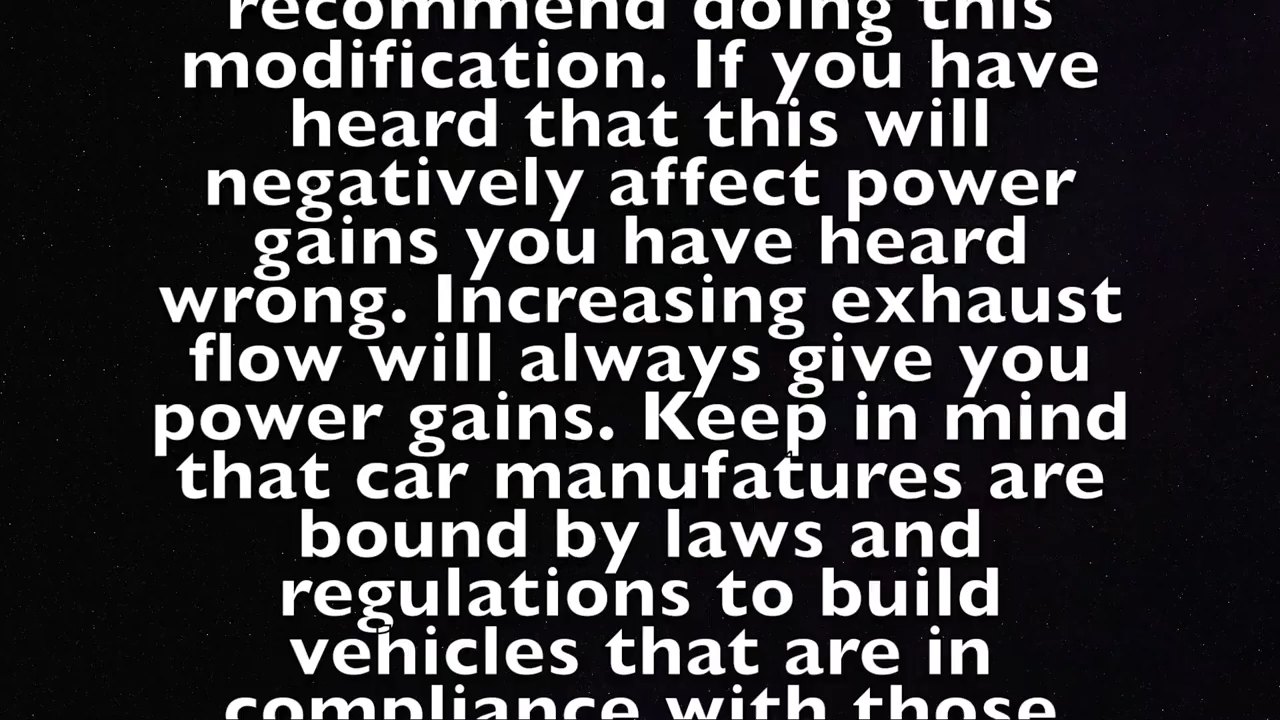 recommend doing this
modification. If you have
heard that this will
negatively affect power
gains you have heard
wrong. Increasing exhaust
flow will always give you
power gains. Keep in mind
that car manufatures are
bound by laws and
regulations to build
vehicles that are in
compliance with those